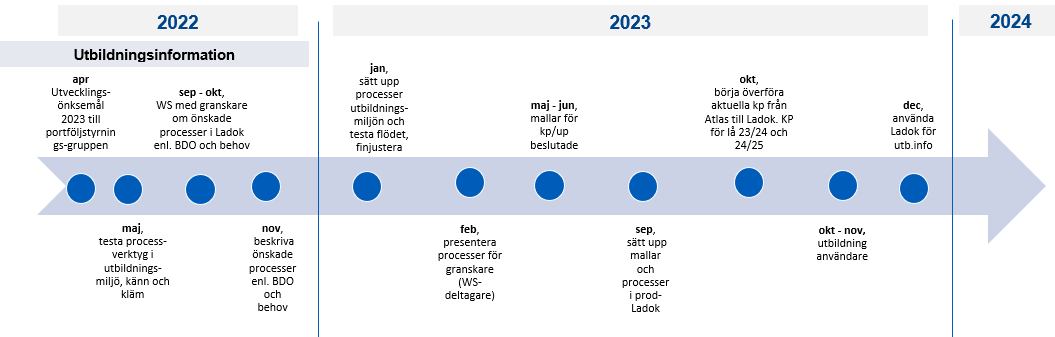 2022
2023
2024
Utbildningsinformation
apr
Utvecklings-
önksemål
2023 till
portföljstyrnin
gs-gruppen
sep - okt,
WS med granskare
om önskade
processer i Ladok
enl. BDO och behov
jan,
sätt upp
processer
utbildnings-
miljön och
testa flödet,
finjustera
maj - jun,
mallar för
kp/up
beslutade
okt,
börja överföra
aktuella kp från
Atlas till Ladok. KP
för lå 23/24 och
24/25
dec,
använda
Ladok för
utb.info
maj,
testa process-
verktyg i
utbildnings-
miljö, känn och
kläm
nov,
beskriva
önskade
processer
enl. BDO
och
behov
feb,
presentera
processer för
granskare
(WS-
deltagare)
sep,
sätt upp
mallar
och
processer
i prod-
Ladok
okt - nov,
utbildning
användare